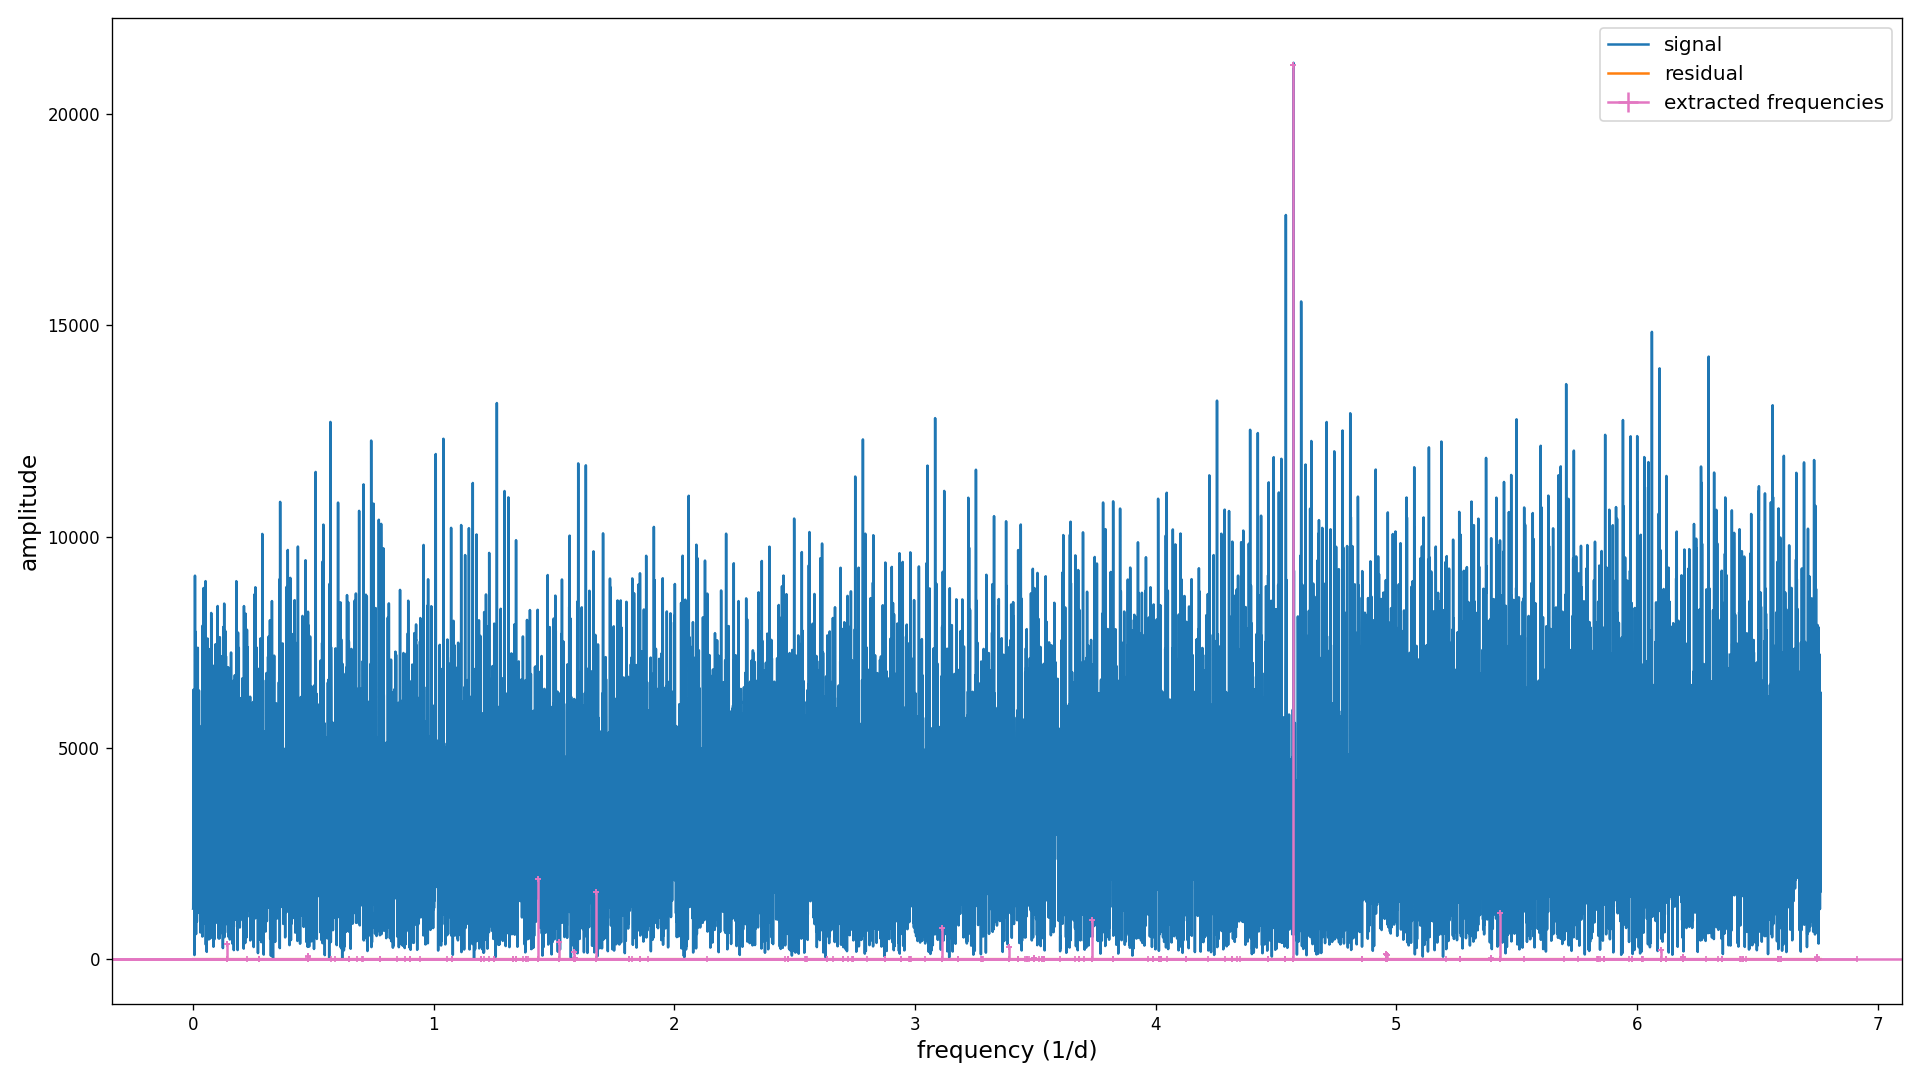 signal
residual
extracted frequencies
20000
15000
10000
5000
0
amplitude
0 1 2 3 4 5 6 7
frequency (1/d)